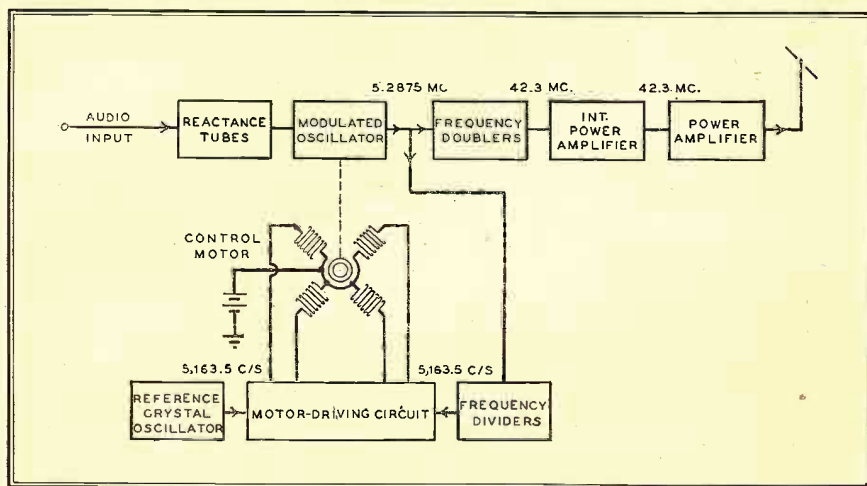 5.2875 MC.
42.3 MC.
42.3 MC.
AUDIO
INPUT
REACTANCE
TUBES
MODULATED
OSCILLATOR
FREQUENCY
DOUBLERS
INT.
POWER
AMPLIFIER
POWER
AMPLIFIER
CONTROL
MOTOR
5,163.5 C/S
5,163.5 C/S
REFERENCE
CRYSTAL
OSCILLATOR
MOTOR-DRIVING CIRCUIT
FREQUENCY
DIVIDERS